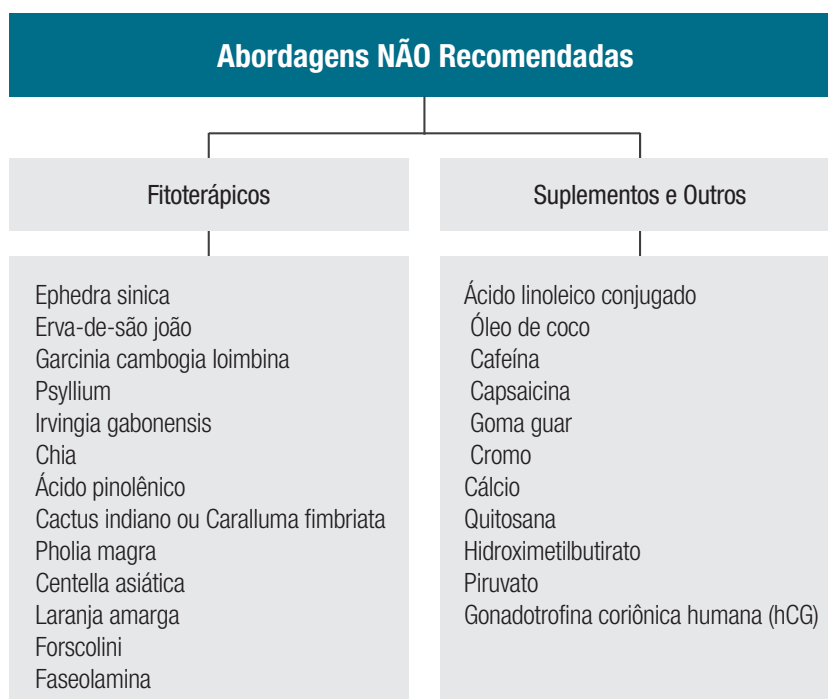 Abordagens NÃO Recomendadas
Fitoterápicos
Ephedra sinica
Erva-de-são joão
Garcinia cambogia Ioimbina
Psyllium
Irvingia gabonensis
Chia
Ácido pinolênico
Cactus indiano ou Caralluma fimbriata
Pholia magra
Centella asiática
Laranja amarga
Forscolini
Faseolamina
Suplementos e Outros
Ácido linoleico conjugado
Óleo de coco
Cafeína
Capsaicina
Goma guar
Cromo
Cálcio
Quitosana
Hidroximetilbutirato
Piruvato
Gonadotrofina coriônica humana (hCG)